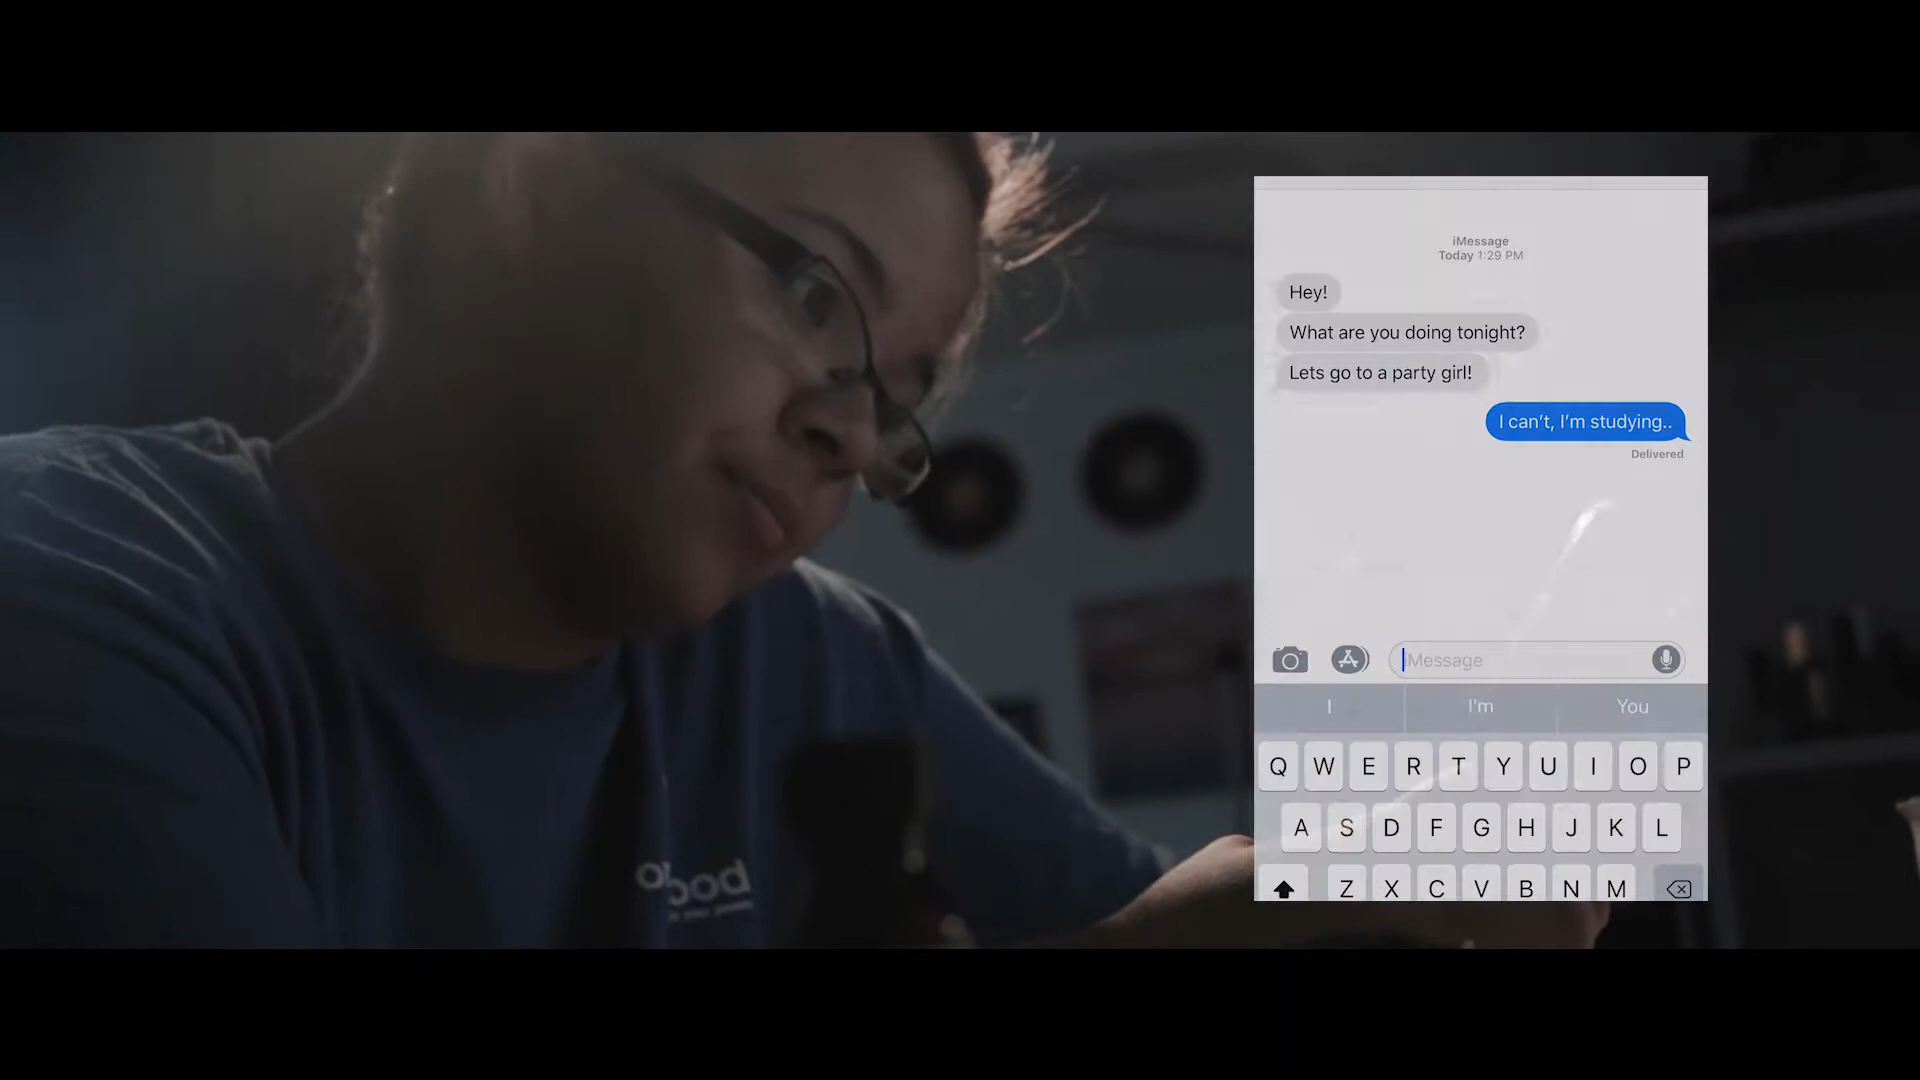 iMessage
Today 1:29 PM
Hey!
What are you doing tonight?
Lets go to a party girl!
I can't, I'm studying..
Delivered
iMessage
I I'm You
Q W E R T Y U I O P
A S D F G H J K L
Z X C V B N M